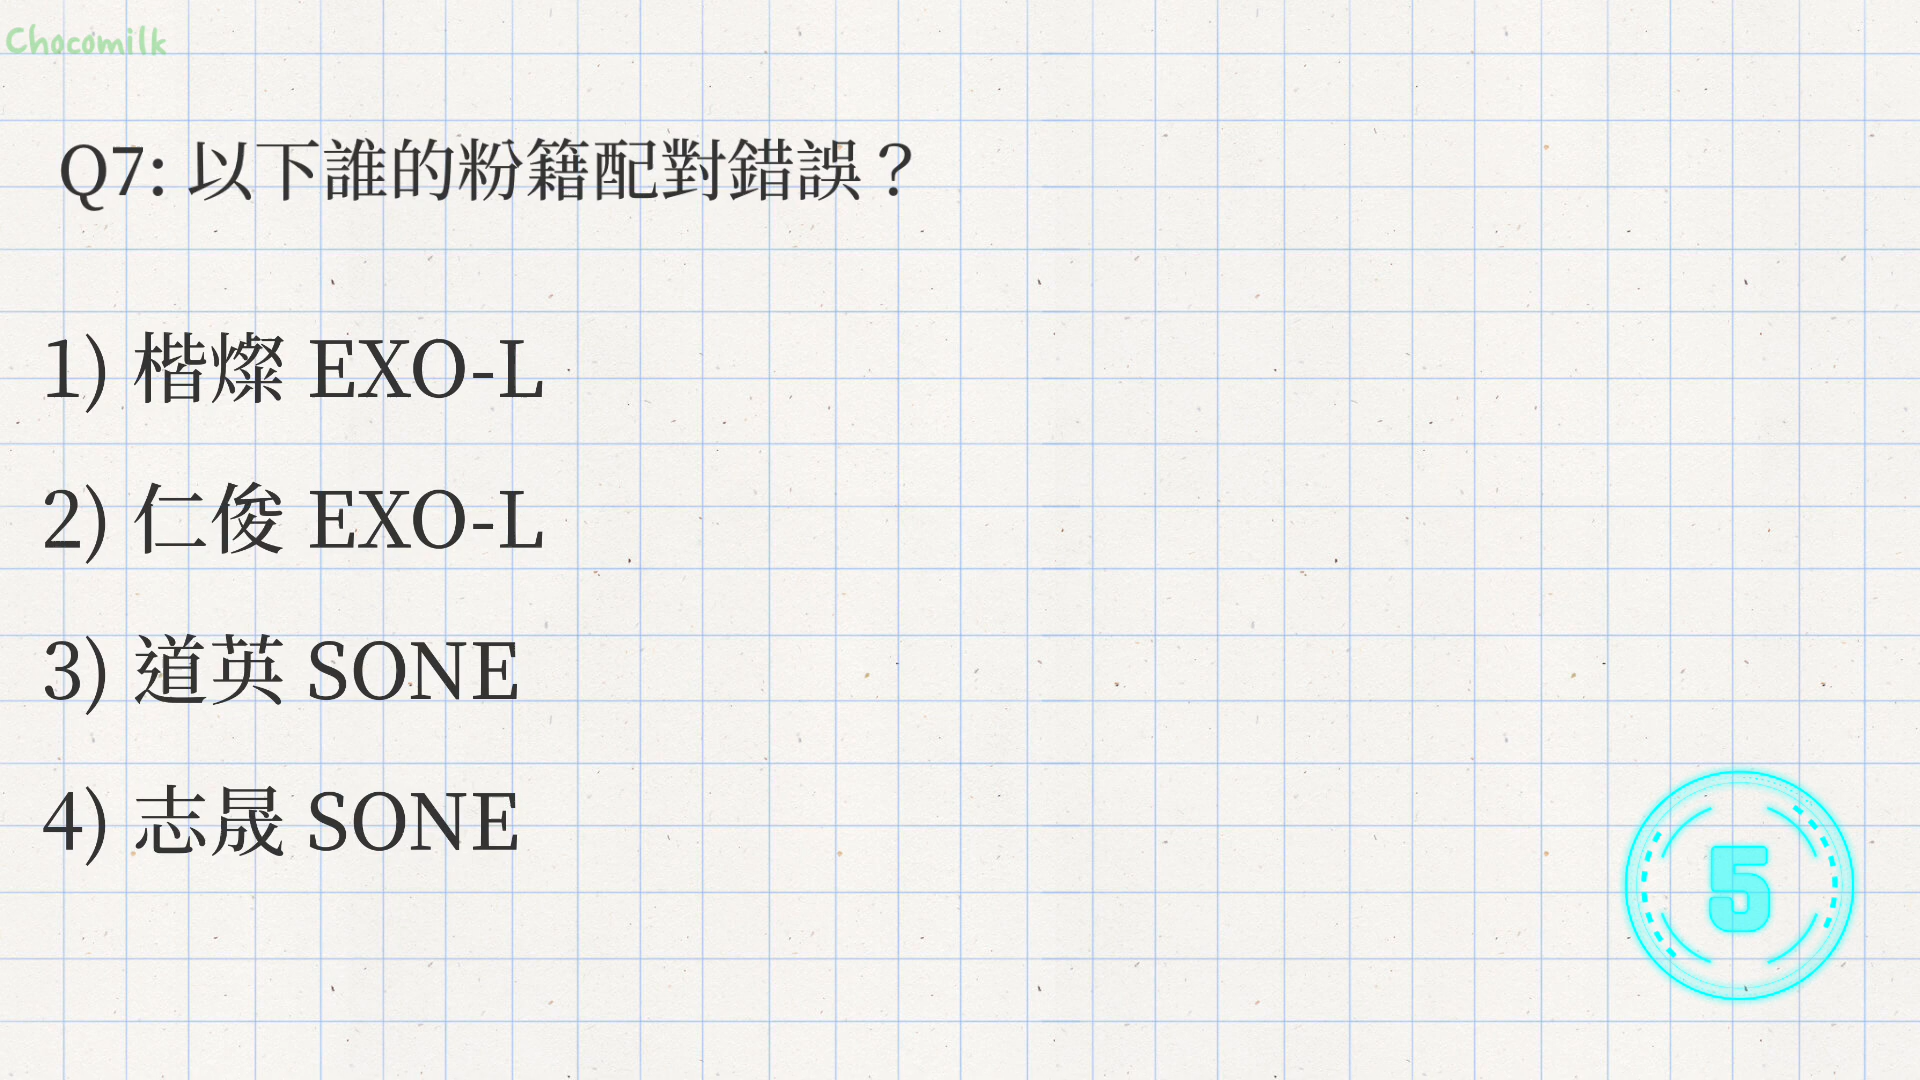 Chocomilk
Q7: 以下誰的粉籍配對錯誤？
1) 楷燦 EXO-L
2) 仁俊 EXO-L
3) 道英 SONE
4) 志晟 SONE
5